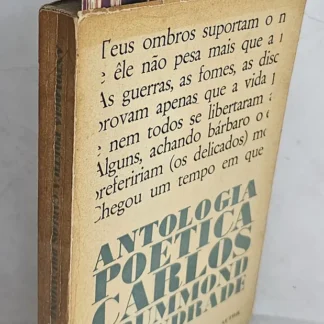 Teus ombros suportam o m
e êle não pesa mais que a
As guerras, as fomes, as disc
provam apenas que a vida
e nem todos se libertaram
Alguns, achando bárbaro o
prefeririam (os delicados) mo
Chegou um tempo em que
ANTOLOGIA
POÉTICA
CARLOS
DRUMMOND
ANDRADE